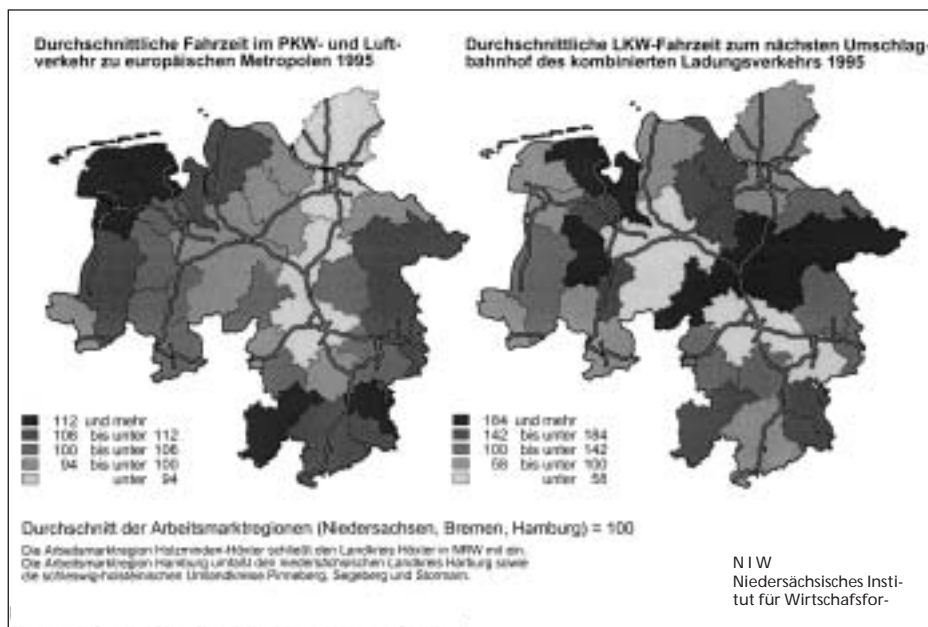 Durchschnittliche Fahrzeit im PKW- und Luft-
verkehr zu europäischen Metropolen 1995
Durchschnittliche LKW-Fahrzeit zum nächsten Umschlag-
bahnhof des kombinierten Ladungsverkehrs 1995
112 und mehr
106 bis unter 112
100 bis unter 106
94 bis unter 100
unter 94
184 und mehr
142 bis unter 184
100 bis unter 142
58 bis unter 100
unter 58
Durchschnitt der Arbeitsmarktregionen (Niedersachsen, Bremen, Hamburg) = 100
Die Arbeitsmarktregion Holzminden-Höxter schließt den Landkreis Höxter in NRW mit ein.
Die Arbeitsmarktregion Hamburg umfaßt den niedersächsischen Landkreis Harburg sowie
die schleswig-holsteinischen Umlandkreise Pinneberg, Segeberg und Stormarn.
N I W
Niedersächsisches Insti-
tut für Wirtschafsfor-